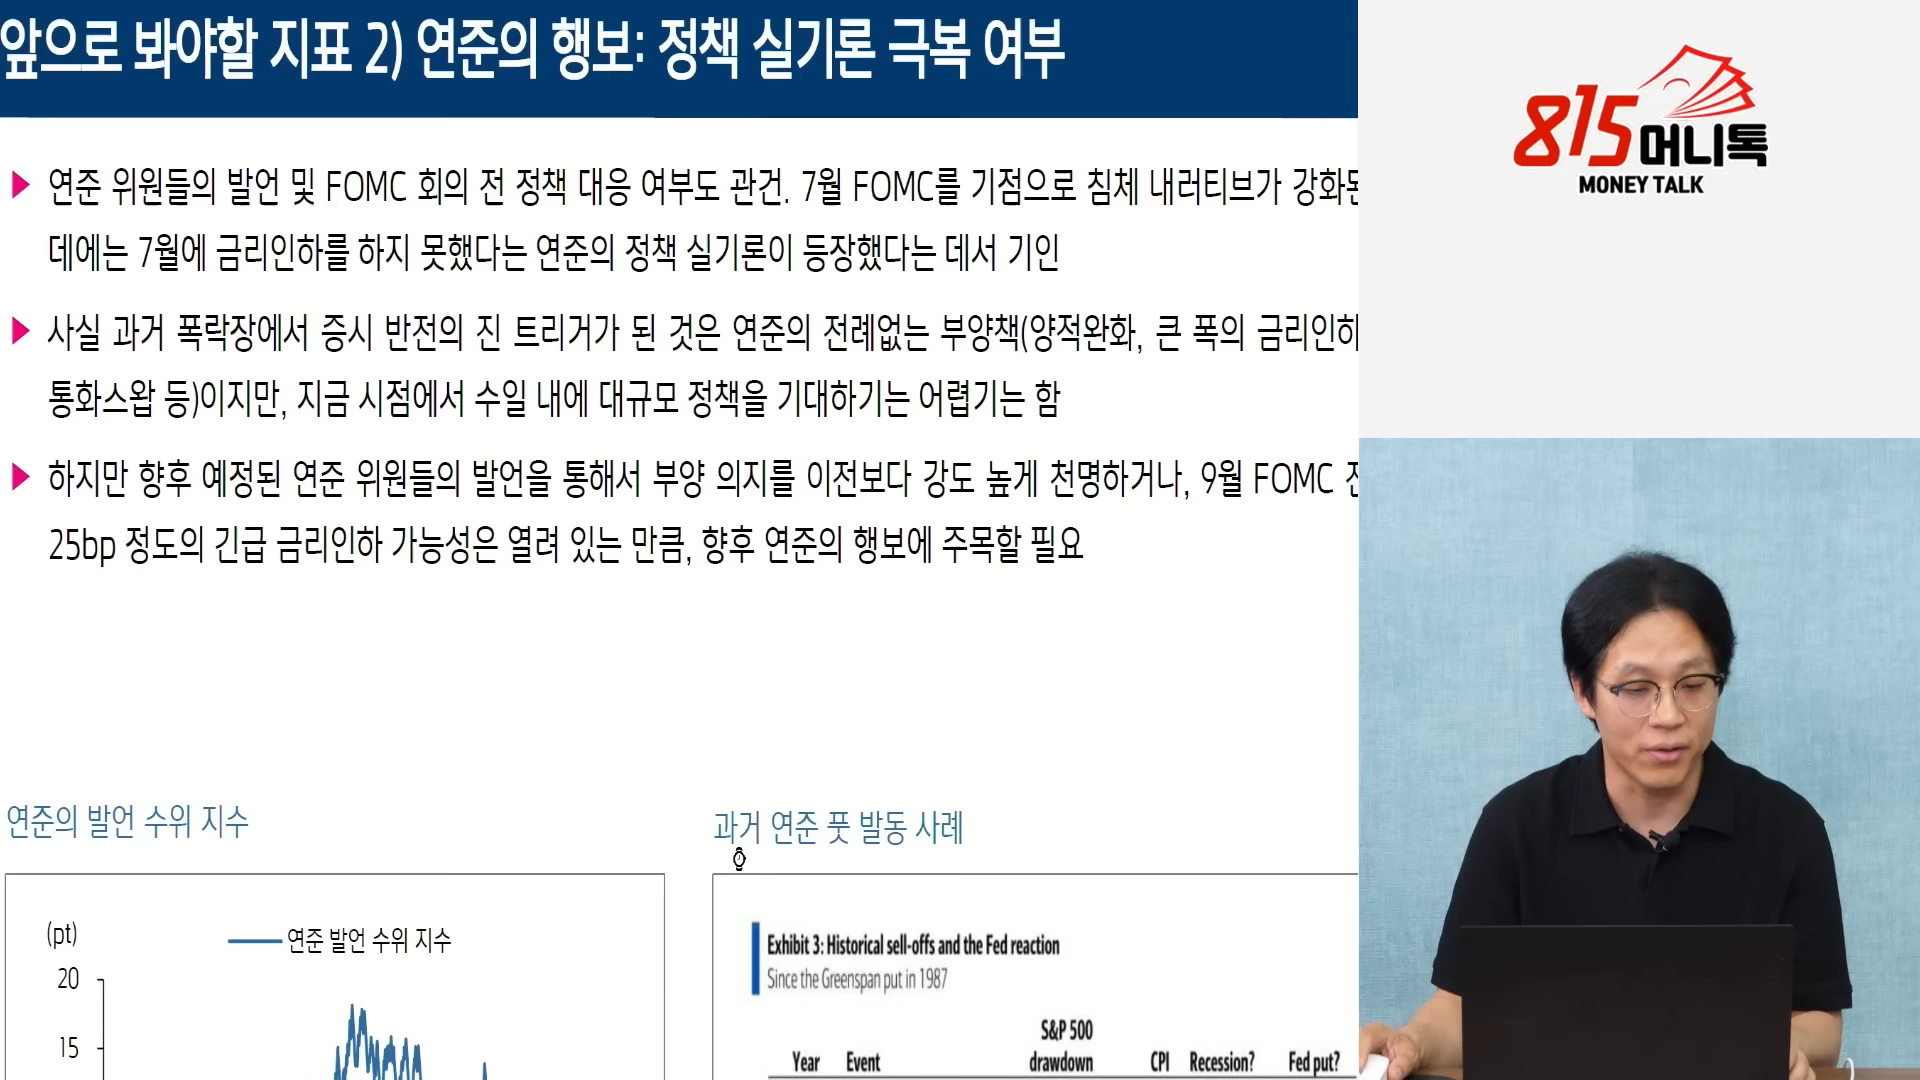 앞으로 봐야할 지표 2) 연준의 행보: 정책 실기론 극복 여부
연준 위원들의 발언 및 FOMC 회의 전 정책 대응 여부도 관건. 7월 FOMC를 기점으로 침체 내러티브가
데에는 7월에 금리인하를 하지 못했다는 연준의 정책 실기론이 등장했다는 데서 기인
사실 과거 폭락장에서 증시 반전의 진 트리거가 된 것은 연준의 전례없는 부양책(양적완화, 큰 폭의 금리인하
통화스왑 등)이지만, 지금 시점에서 수일 내에 대규모 정책을 기대하기는 어렵기는 함
하지만 향후 예정된 연준 위원들의 발언을 통해서 부양 의지를 이전보다 강도 높게 천명하거나, 9월 FOMC
25bp 정도의 긴급 금리인하 가능성은 열려 있는 만큼, 향후 연준의 행보에 주목할 필요
연준의 발언 수위 지수
(pt)
연준 발언 수위 지수
20
15
과거 연준 풋 발동 사례
Exhibit 3: Historical sell-offs and the Fed reaction
Since the Greenspan put in 1987
S&P 500
Year Event drawdown CPI Recession? Fed put?
815머니톡
MONEY TALK